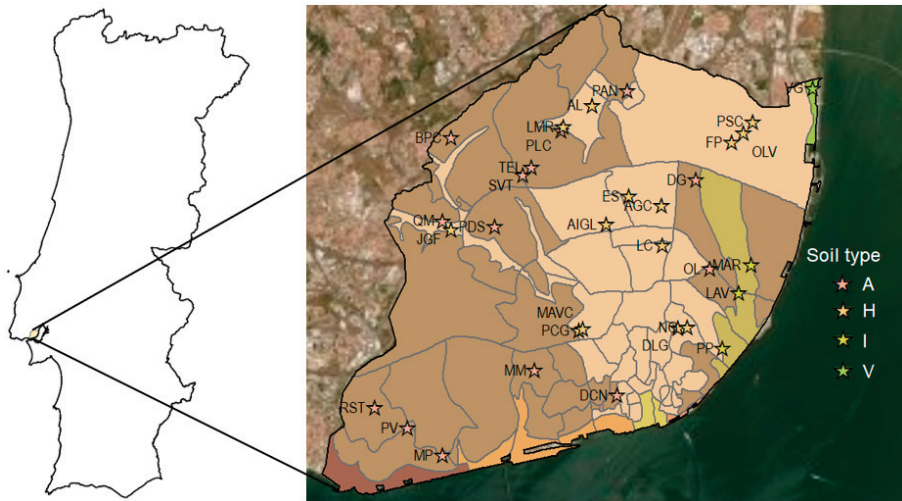 VG
PAN
AL
PSC
LMR
FP
OLV
BPC
PLC
TEL
SVT
DG
ES
AGC
QM
PDS
JGF
AIGL
LC
Soil type
OL
MAR
A
LAV
H
MAVC
PCG
DLG
I
PP
MM
V
DCN
RST
PV
MP